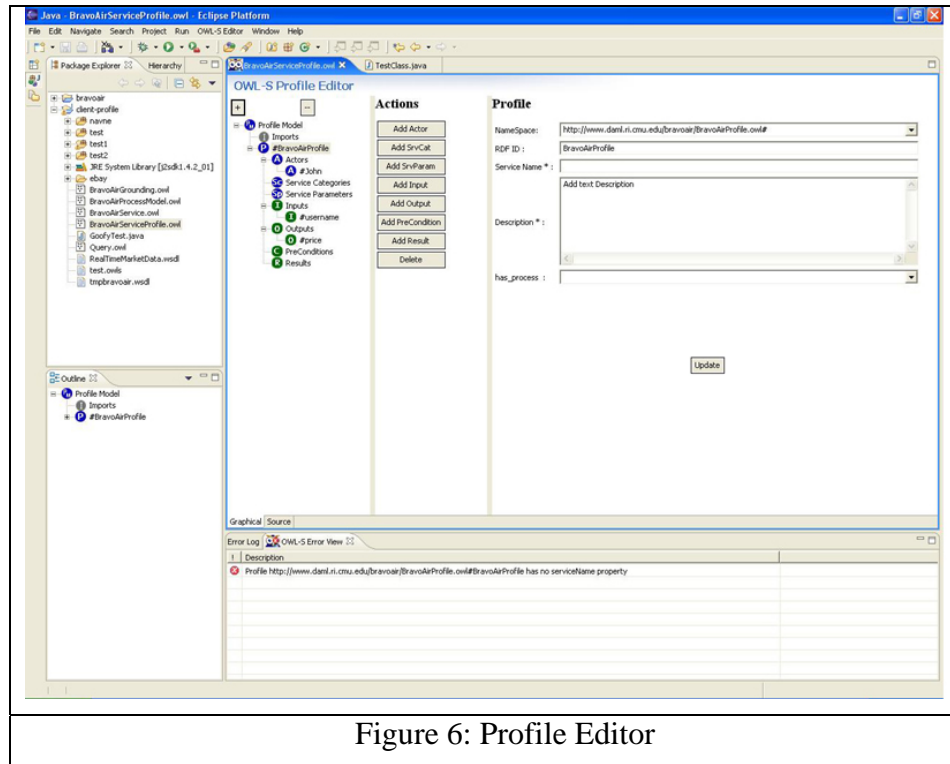 Java - BravoAirServiceProfile.owl - Eclipse Platform
File Edit Navigate Search Project Run OWL-S Editor Window Help
Package Explorer Hierarchy
bravoair
client-profile
navne
test
test1
test2
JRE System Library [j2sdk1.4.2_01]
ebay
BravoAirGrounding.owl
BravoAirProcessModel.owl
BravoAirService.owl
BravoAirServiceProfile.owl
GoofyTest.java
Query.owl
RealTimeMarketData.wsdl
test.owls
tmpbravoair.wsdl
Outline
Profile Model
Imports
#BravoAirProfile
BravoAirServiceProfile.owl TestClass.java
OWL-S Profile Editor
Profile Model
Imports
P #BravoAirProfile
A Actors
A #John
Sc Service Categories
Sp Service Parameters
I Inputs
I #username
O Outputs
O #price
C PreConditions
R Results
Actions
Add Actor
Add SrvCat
Add SrvParam
Add Input
Add Output
Add PreCondition
Add Result
Delete
Profile
NameSpace: http://www.daml.ri.cmu.edu/bravoair/BravoAirProfile.owl#
RDF ID : BravoAirProfile
Service Name * :
Description * : Add text Description
has_process :
Update
Graphical Source
Error Log OWL-S Error View
! Description
Profile http://www.daml.ri.cmu.edu/bravoair/BravoAirProfile.owl#BravoAirProfile has no serviceName property
Figure 6: Profile Editor